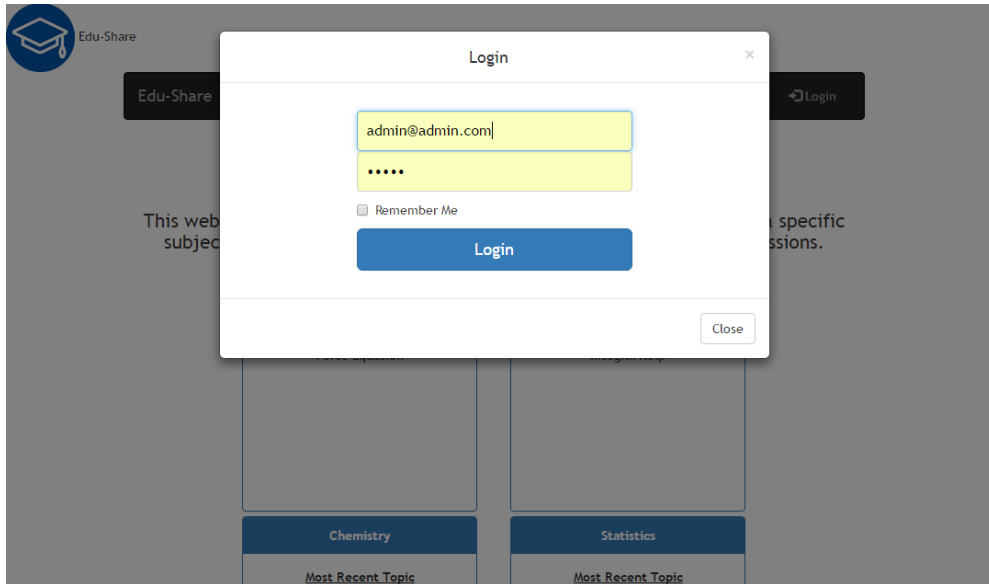 Edu-Share
Login
×
Edu-Share
Login
admin@admin.com
•••••
This web
specific
Remember Me
subjec
ssions.
Login
Close
Chemistry
Statistics
Most Recent Topic
Most Recent Topic